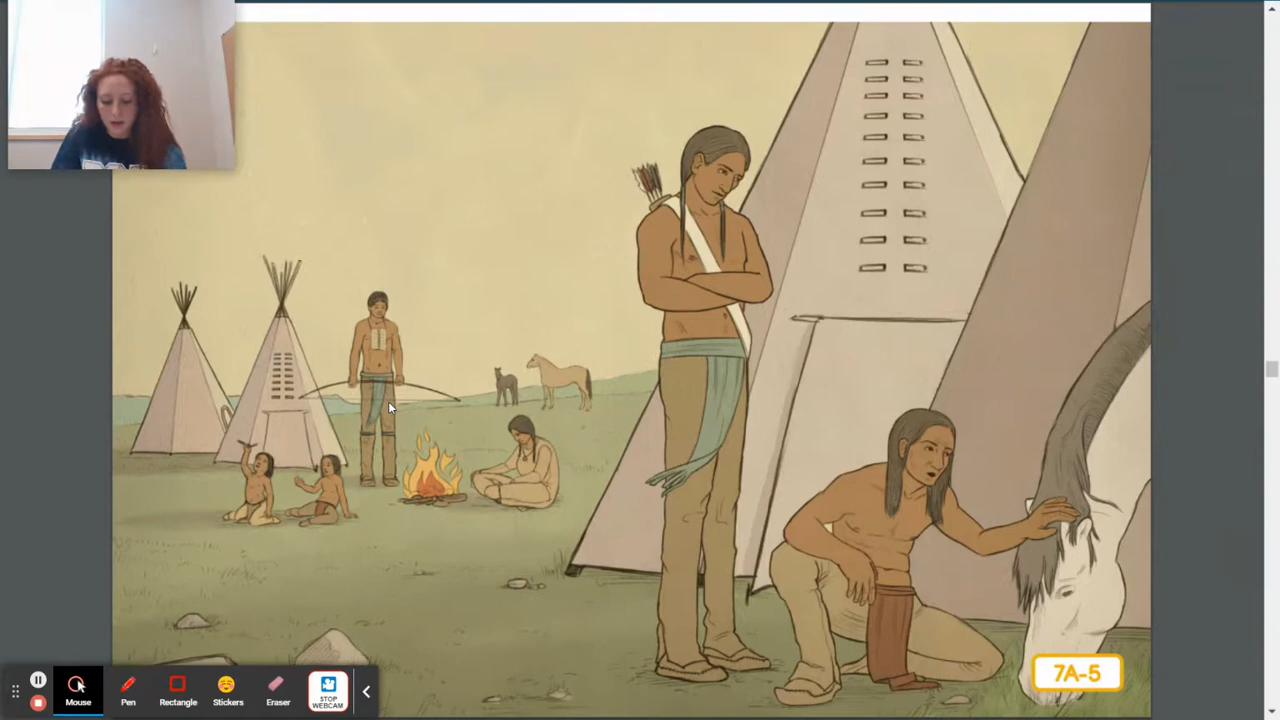 7A-5
Mouse
Pen
Rectangle
Stickers
Eraser
STOP
WEBCAM